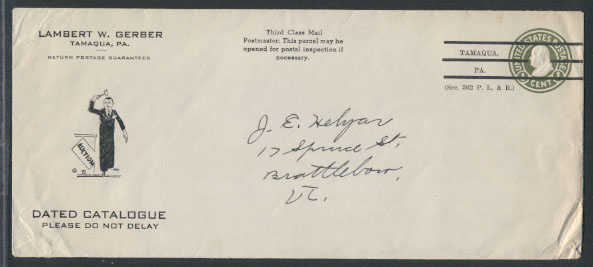 LAMBERT W. GERBER
TAMAQUA, PA.
RETURN POSTAGE GUARANTEED
Third Class Mail
Postmaster: This parcel may be
opened for postal inspection if
necessary.
UNITED STATES POSTAGE
CENT
TAMAQUA,
PA.
(Sec. 562 P. L. & R.)
J. E. Helyar
17 Spruce St,
Brattleboro,
VT.
AUCTION
DATED CATALOGUE
PLEASE DO NOT DELAY